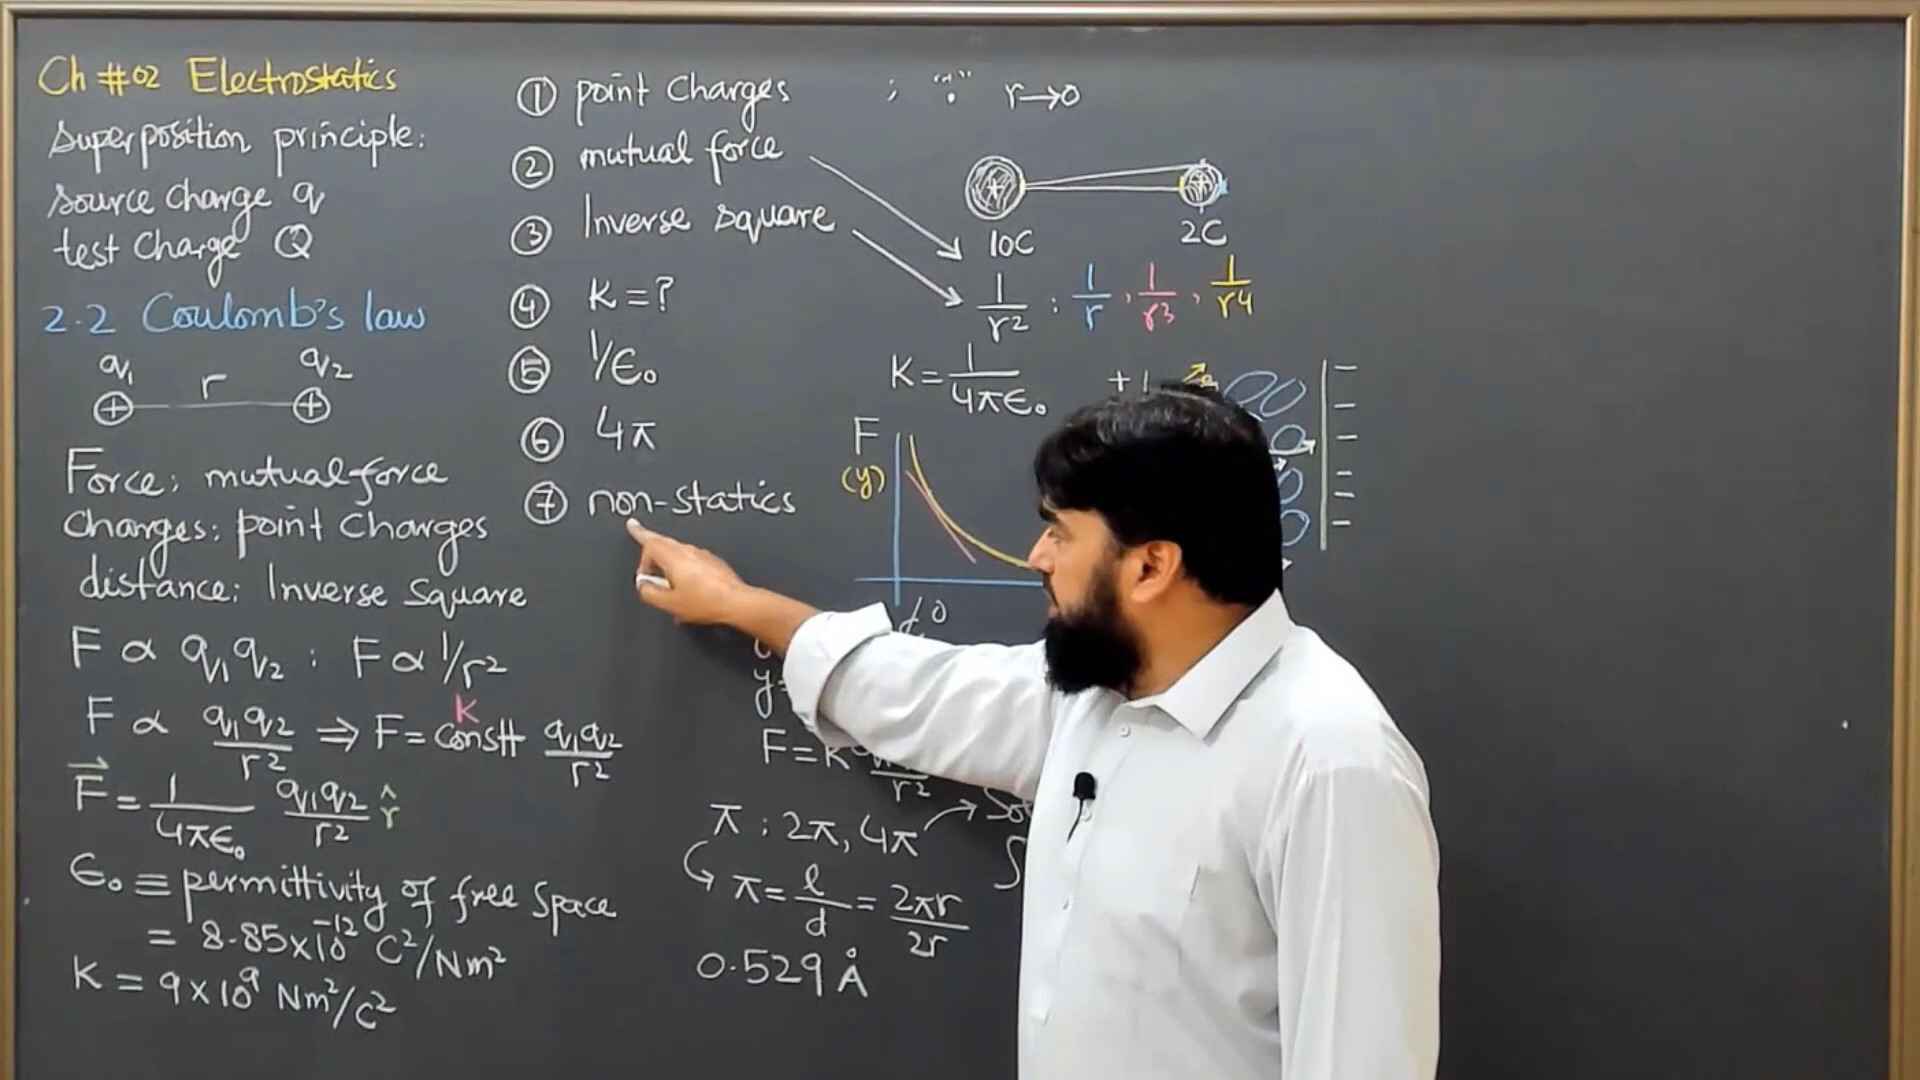 Ch #02 Electrostatics
superposition principle:
source charge q
test charge Q
2.2 Coulomb's law
q₁ r q₂
+ +
Force: mutual force
charges: point charges
distance: Inverse square
F ∝ q₁q₂ : F ∝ 1/r²
F ∝ q₁q₂/r² ⇒ F = constt q₁q₂/r²
K
F⃗ = 1/4πϵ₀ q₁q₂/r² r̂
ϵ₀ ≡ permittivity of free space
= 8.85×10⁻¹² C²/Nm²
K = 9×10⁹ Nm²/C²
① point charges ; "." r→0
② mutual force
③ Inverse square
④ K = ?
⑤ 1/ϵ₀
⑥ 4π
⑦ non-statics
+ +
10C 2C
1/r² : 1/r , 1/r³ , 1/r⁴
K = 1/4πϵ₀
F
(y)
≠0
y=
F = K
r²
π : 2π, 4π
π = l/d = 2πr/2r
0.529 Å